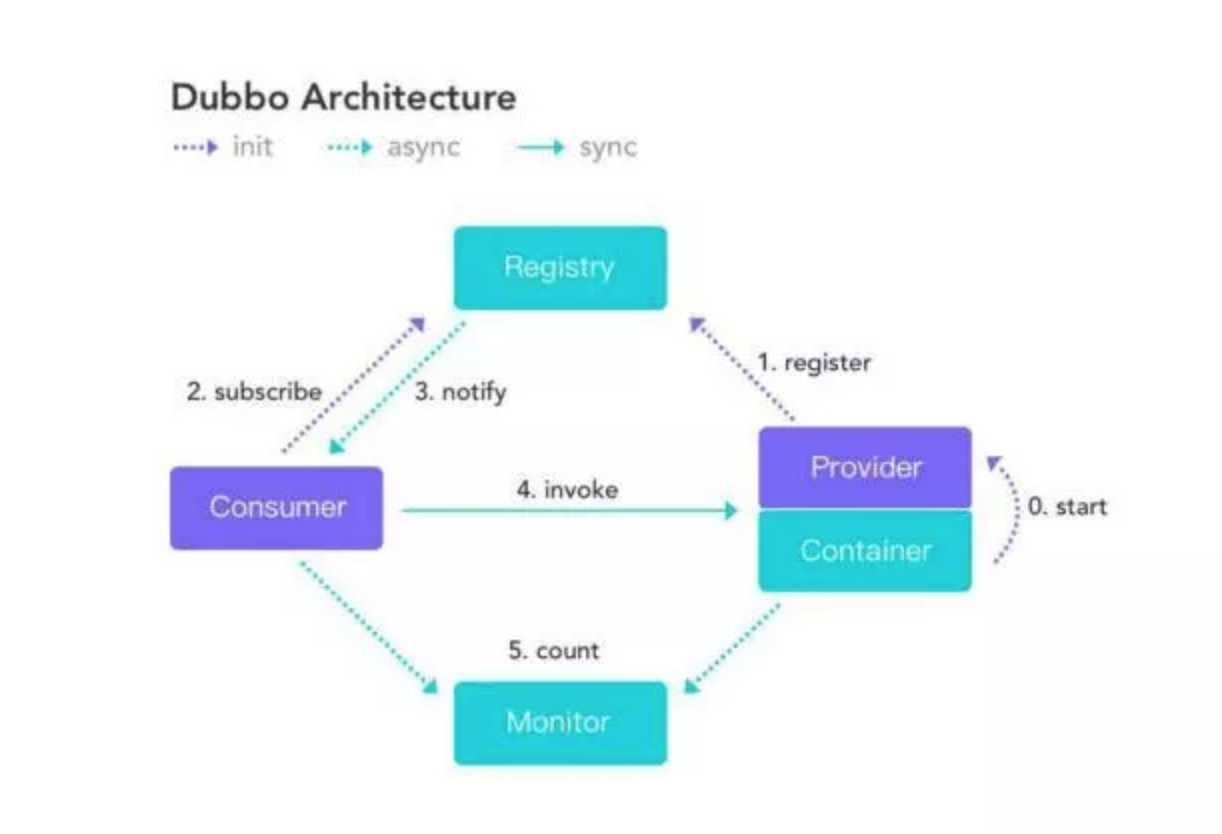 Dubbo Architecture
init async sync
Registry
1. register
2. subscribe 3. notify
Provider
4. invoke
Consumer
0. start
Container
5. count
Monitor